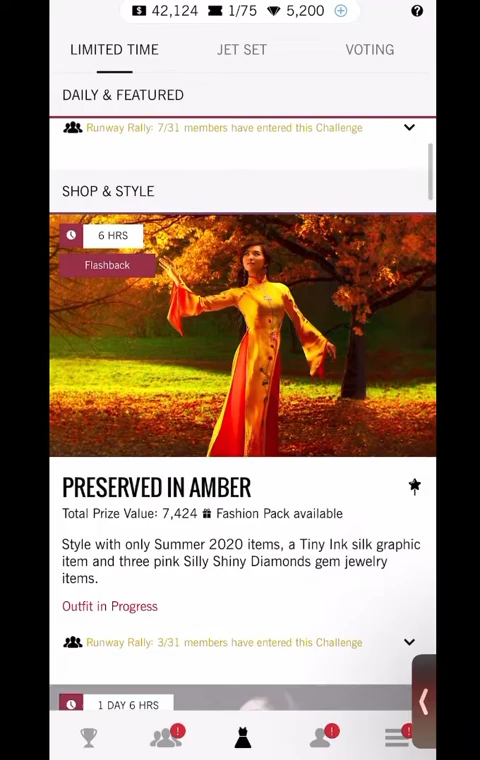 $ 42,124 1/75 5,200 ?
LIMITED TIME JET SET VOTING
DAILY & FEATURED
Runway Rally: 7/31 members have entered this Challenge
SHOP & STYLE
6 HRS
Flashback
PRESERVED IN AMBER
Total Prize Value: 7,424 Fashion Pack available
Style with only Summer 2020 items, a Tiny Ink silk graphic
item and three pink Silly Shiny Diamonds gem jewelry
items.
Outfit in Progress
Runway Rally: 3/31 members have entered this Challenge
1 DAY 6 HRS
! ! !